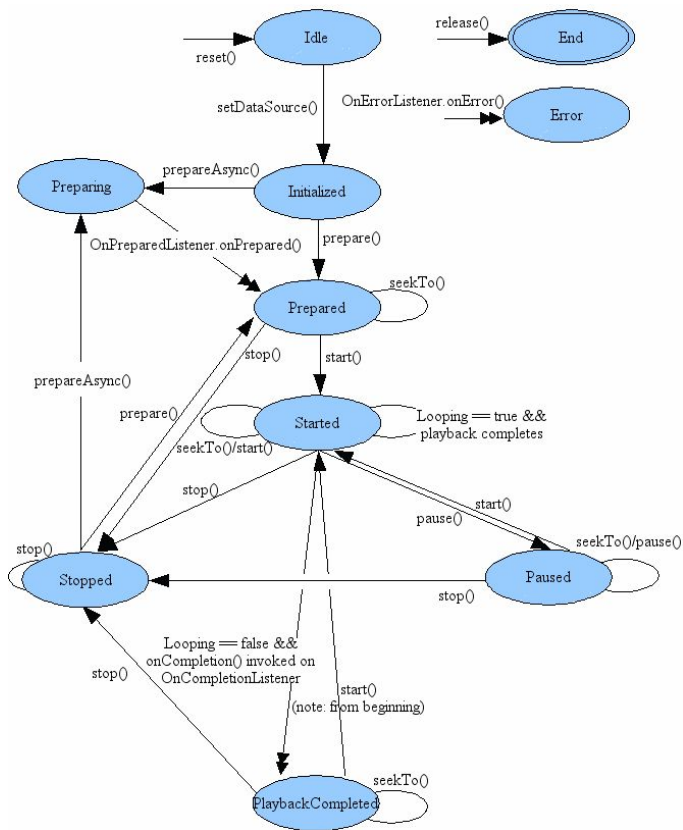 Idle
release()
End
reset()
setDataSource()
OnErrorListener.onError()
Error
prepareAsync()
Preparing
Initialized
prepare()
OnPreparedListener.onPrepared()
Prepared
seekTo()
stop()
start()
prepareAsync()
prepare()
Started
Looping == true &&
playback completes
seekTo()/start()
stop()
start()
pause()
stop()
Stopped
seekTo()/pause()
Paused
stop()
Looping == false &&
onCompletion() invoked on
OnCompletionListener
stop()
start()
(note: from beginning)
PlaybackCompleted
seekTo()